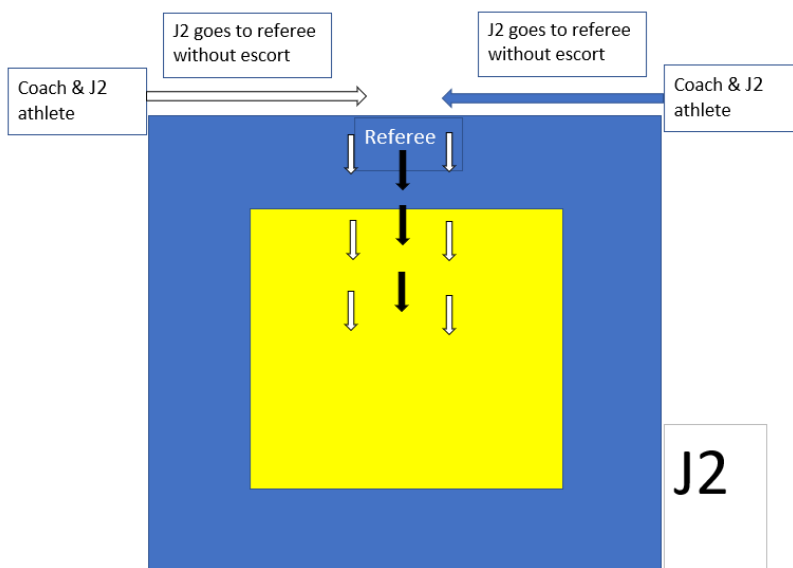 J2 goes to referee
without escort
J2 goes to referee
without escort
Coach & J2
athlete
Coach & J2
athlete
Referee
J2